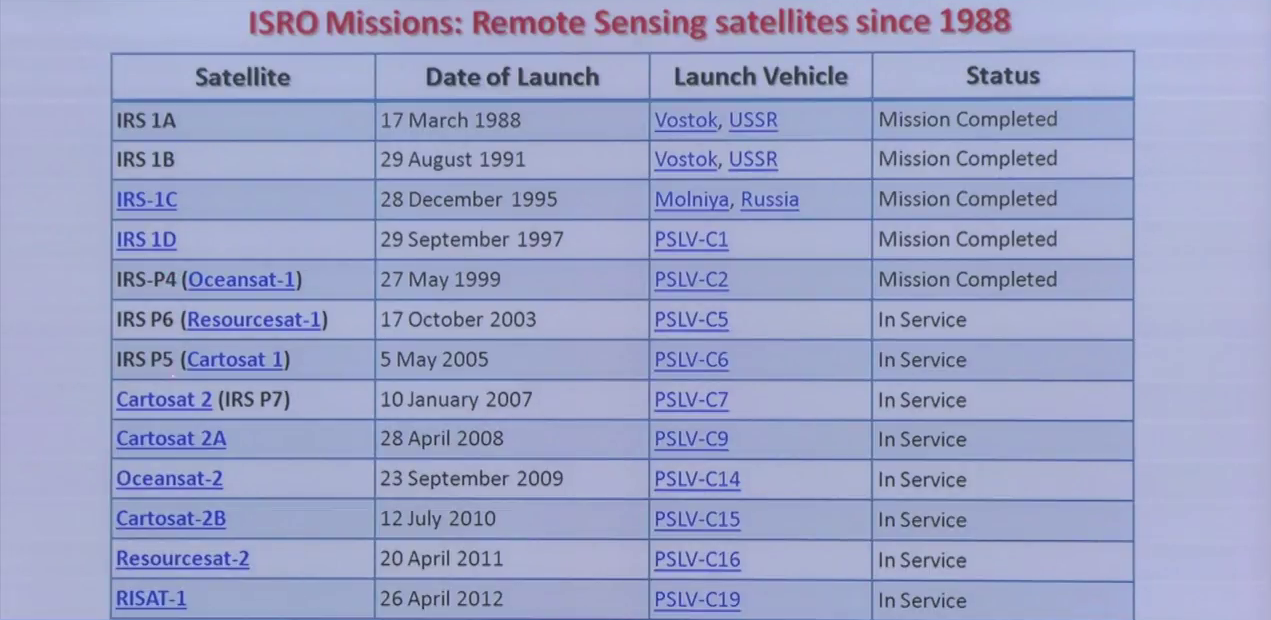 ISRO Missions: Remote Sensing satellites since 1988
Satellite Date of Launch Launch Vehicle Status
IRS 1A 17 March 1988 Vostok, USSR Mission Completed
IRS 1B 29 August 1991 Vostok, USSR Mission Completed
IRS-1C 28 December 1995 Molniya, Russia Mission Completed
IRS 1D 29 September 1997 PSLV-C1 Mission Completed
IRS-P4 (Oceansat-1) 27 May 1999 PSLV-C2 Mission Completed
IRS P6 (Resourcesat-1) 17 October 2003 PSLV-C5 In Service
IRS P5 (Cartosat 1) 5 May 2005 PSLV-C6 In Service
Cartosat 2 (IRS P7) 10 January 2007 PSLV-C7 In Service
Cartosat 2A 28 April 2008 PSLV-C9 In Service
Oceansat-2 23 September 2009 PSLV-C14 In Service
Cartosat-2B 12 July 2010 PSLV-C15 In Service
Resourcesat-2 20 April 2011 PSLV-C16 In Service
RISAT-1 26 April 2012 PSLV-C19 In Service